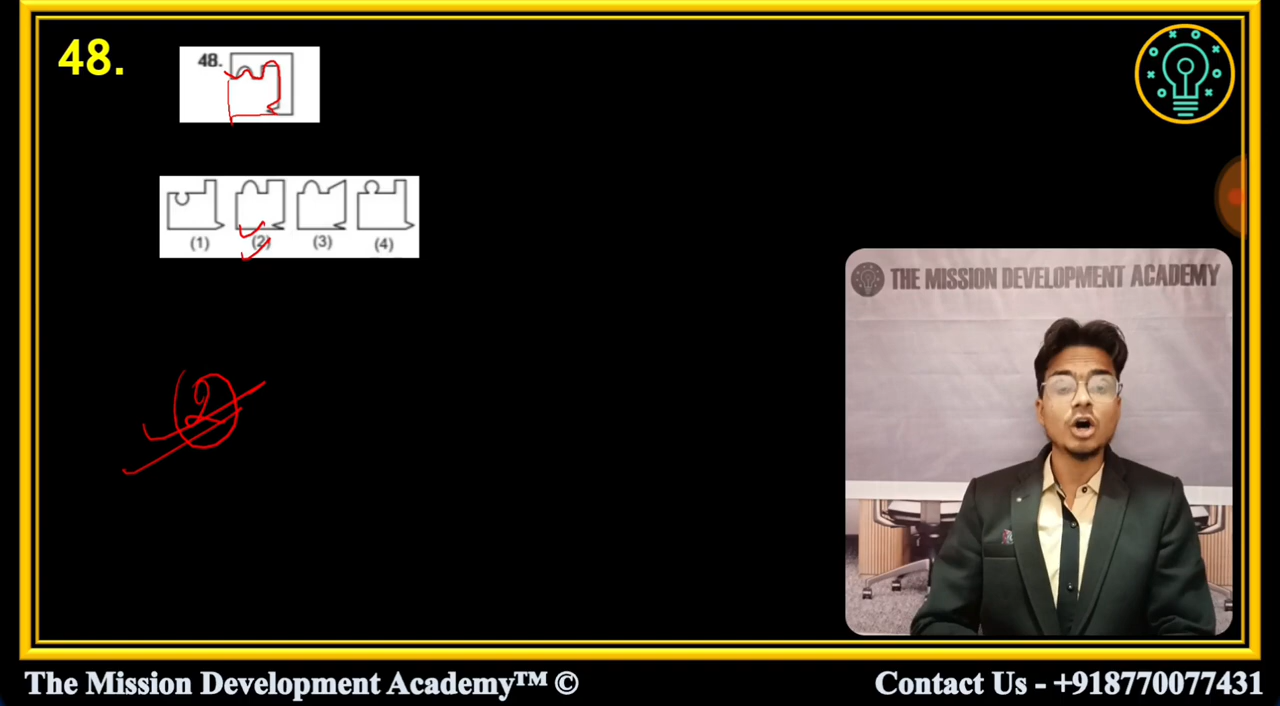 48.
48.
(1) (2) (3) (4)
2
THE MISSION DEVELOPMENT ACADEMY
The Mission Development Academy™ ©
Contact Us - +918770077431